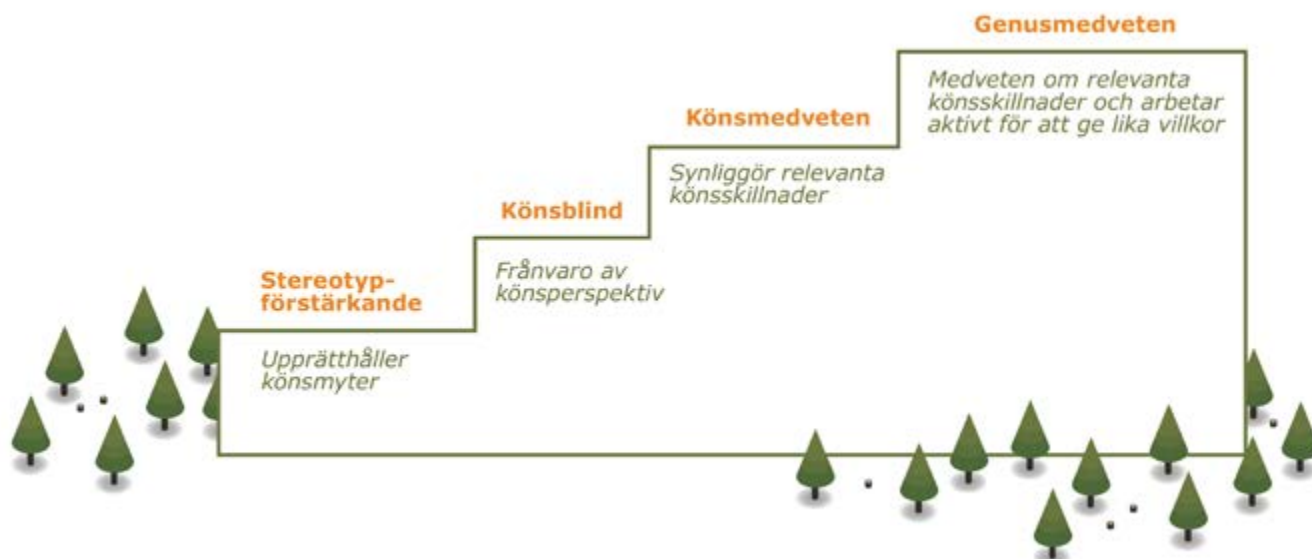 Stereotyp-
förstärkande
Upprätthåller
könsmyter
Könsblind
Frånvaro av
könsperspektiv
Könsmedveten
Synliggör relevanta
könsskillnader
Genusmedveten
Medveten om relevanta
könsskillnader och arbetar
aktivt för att ge lika villkor